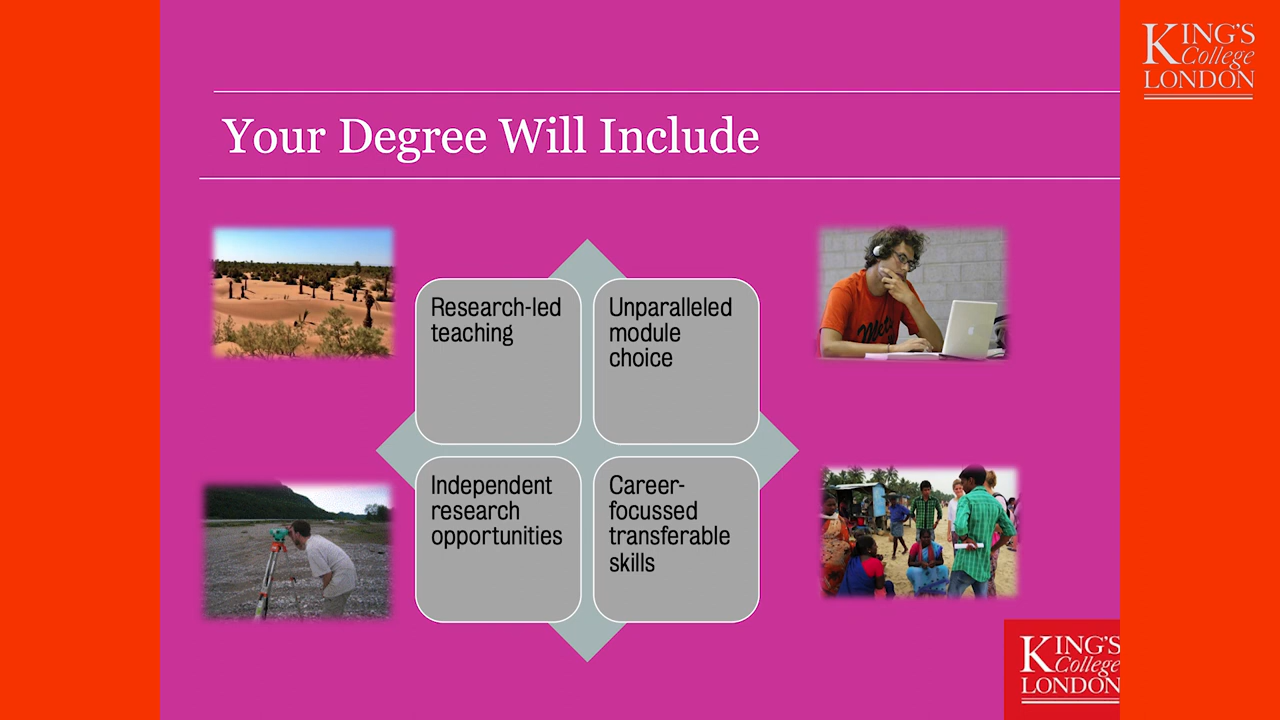 KING'S
College
LONDON
Your Degree Will Include
Research-led
teaching
Unparalleled
module
choice
Independent
research
opportunities
Career-
focussed
transferable
skills
KING'S
College
LONDON